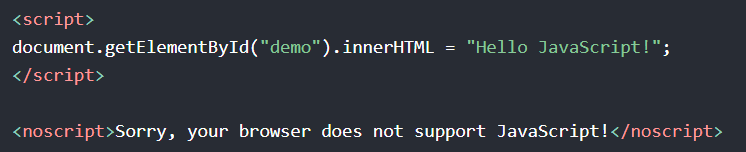 <script>
document.getElementById("demo").innerHTML = "Hello JavaScript!";
</script>
<noscript>Sorry, your browser does not support JavaScript!</noscript>